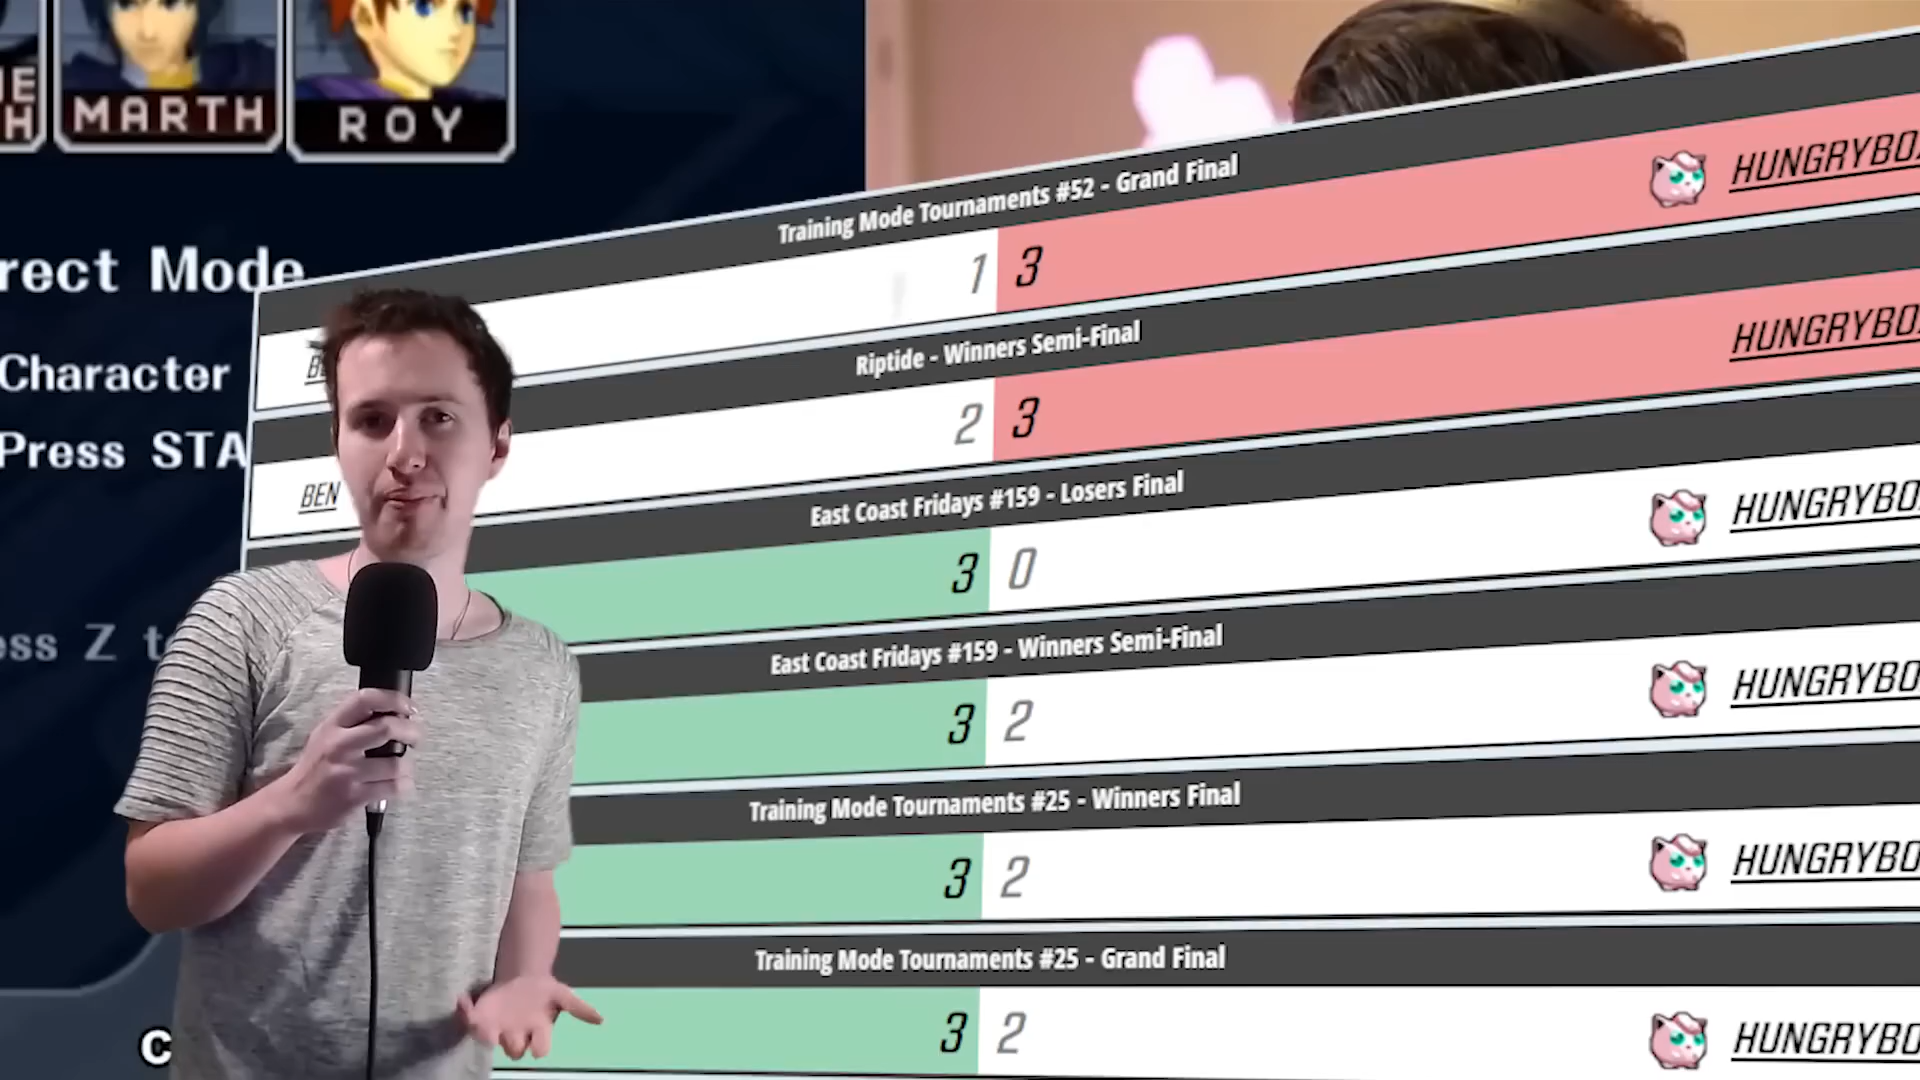 MARTH
ROY
rect Mode
Character
Press STA
ess Z t
C
Training Mode Tournaments #52 - Grand Final
1 3 HUNGRYBO
Riptide - Winners Semi-Final
BEN 2 3 HUNGRYBO
East Coast Fridays #159 - Losers Final
3 0 HUNGRYBO
East Coast Fridays #159 - Winners Semi-Final
3 2 HUNGRYBO
Training Mode Tournaments #25 - Winners Final
3 2 HUNGRYBO
Training Mode Tournaments #25 - Grand Final
3 2 HUNGRYBO